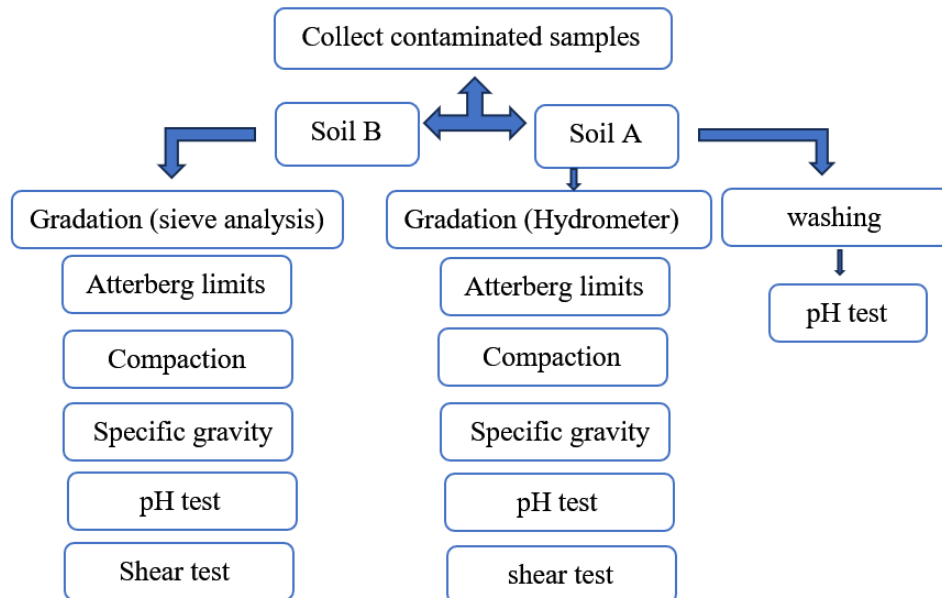 Collect contaminated samples
Soil B
Soil A
Gradation (sieve analysis)
Gradation (Hydrometer)
washing
Atterberg limits
Atterberg limits
pH test
Compaction
Compaction
Specific gravity
Specific gravity
pH test
pH test
Shear test
shear test